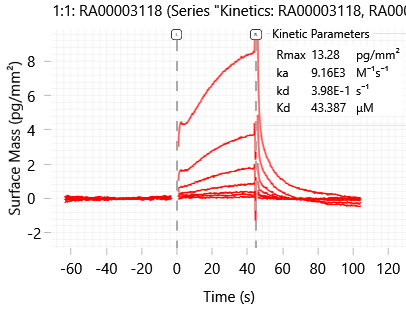 1:1: RA00003118 (Series "Kinetics: RA00003118, RA000
Kinetic Parameters
Rmax 13.28 pg/mm²
ka 9.16E3 M⁻¹s⁻¹
kd 3.98E-1 s⁻¹
Kd 43.387 µM
Surface Mass (pg/mm²)
8
6
4
2
0
-2
-60 -40 -20 0 20 40 60 80 100 120
Time (s)